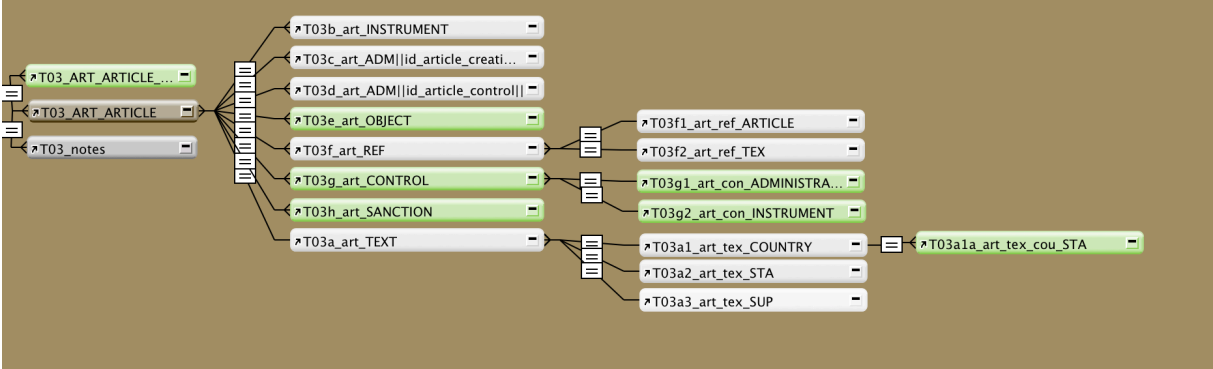 T03b_art_INSTRUMENT
T03c_art_ADM||id_article_creati...
T03_ART_ARTICLE_...
T03d_art_ADM||id_article_control||
T03_ART_ARTICLE
T03e_art_OBJECT
T03f1_art_ref_ARTICLE
T03_notes
T03f_art_REF
T03f2_art_ref_TEX
T03g_art_CONTROL
T03g1_art_con_ADMINISTRA...
T03h_art_SANCTION
T03g2_art_con_INSTRUMENT
T03a_art_TEXT
T03a1_art_tex_COUNTRY
T03a1a_art_tex_cou_STA
T03a2_art_tex_STA
T03a3_art_tex_SUP